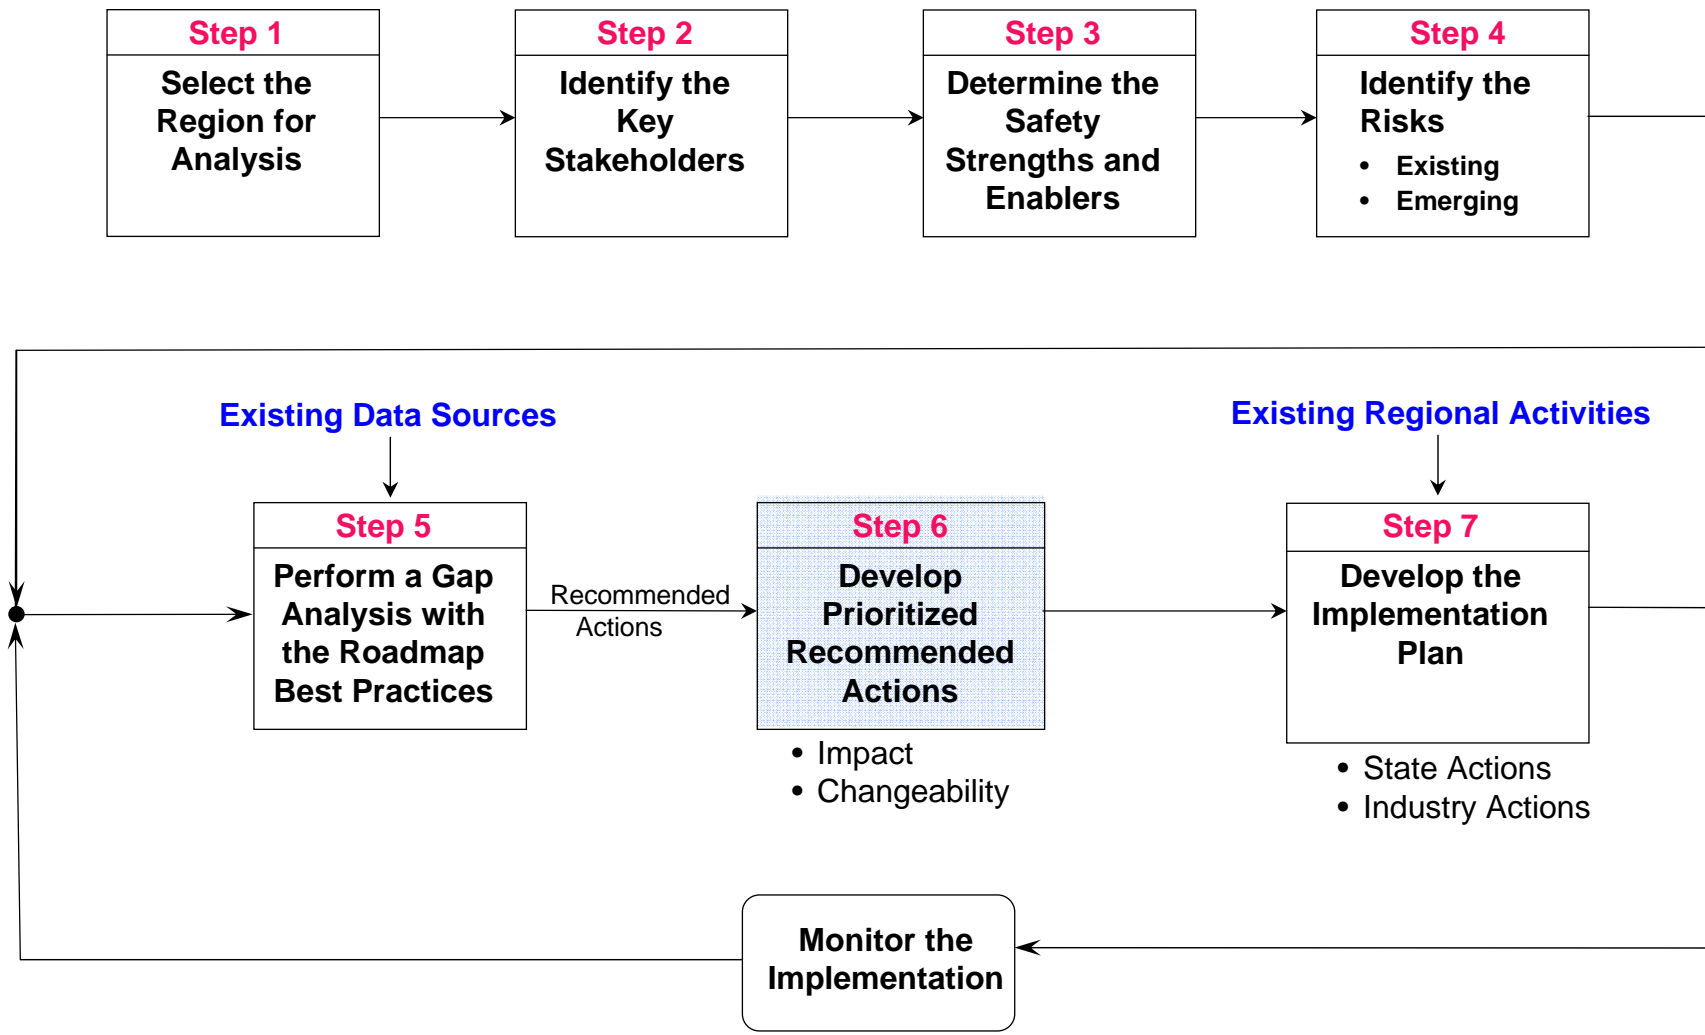 Step 1
Select the
Region for
Analysis
Step 2
Identify the
Key
Stakeholders
Step 3
Determine the
Safety
Strengths and
Enablers
Step 4
Identify the
Risks
• Existing
• Emerging
Existing Data Sources
Existing Regional Activities
Step 5
Perform a Gap
Analysis with
the Roadmap
Best Practices
Recommended
Actions
Step 6
Develop
Prioritized
Recommended
Actions
• Impact
• Changeability
Step 7
Develop the
Implementation
Plan
• State Actions
• Industry Actions
Monitor the
Implementation